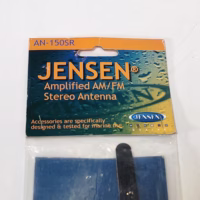 AN-150SR
JENSEN®
Amplified AM/FM
Stereo Antenna
Accessories are specifically
designed & tested for marine use.
JENSEN